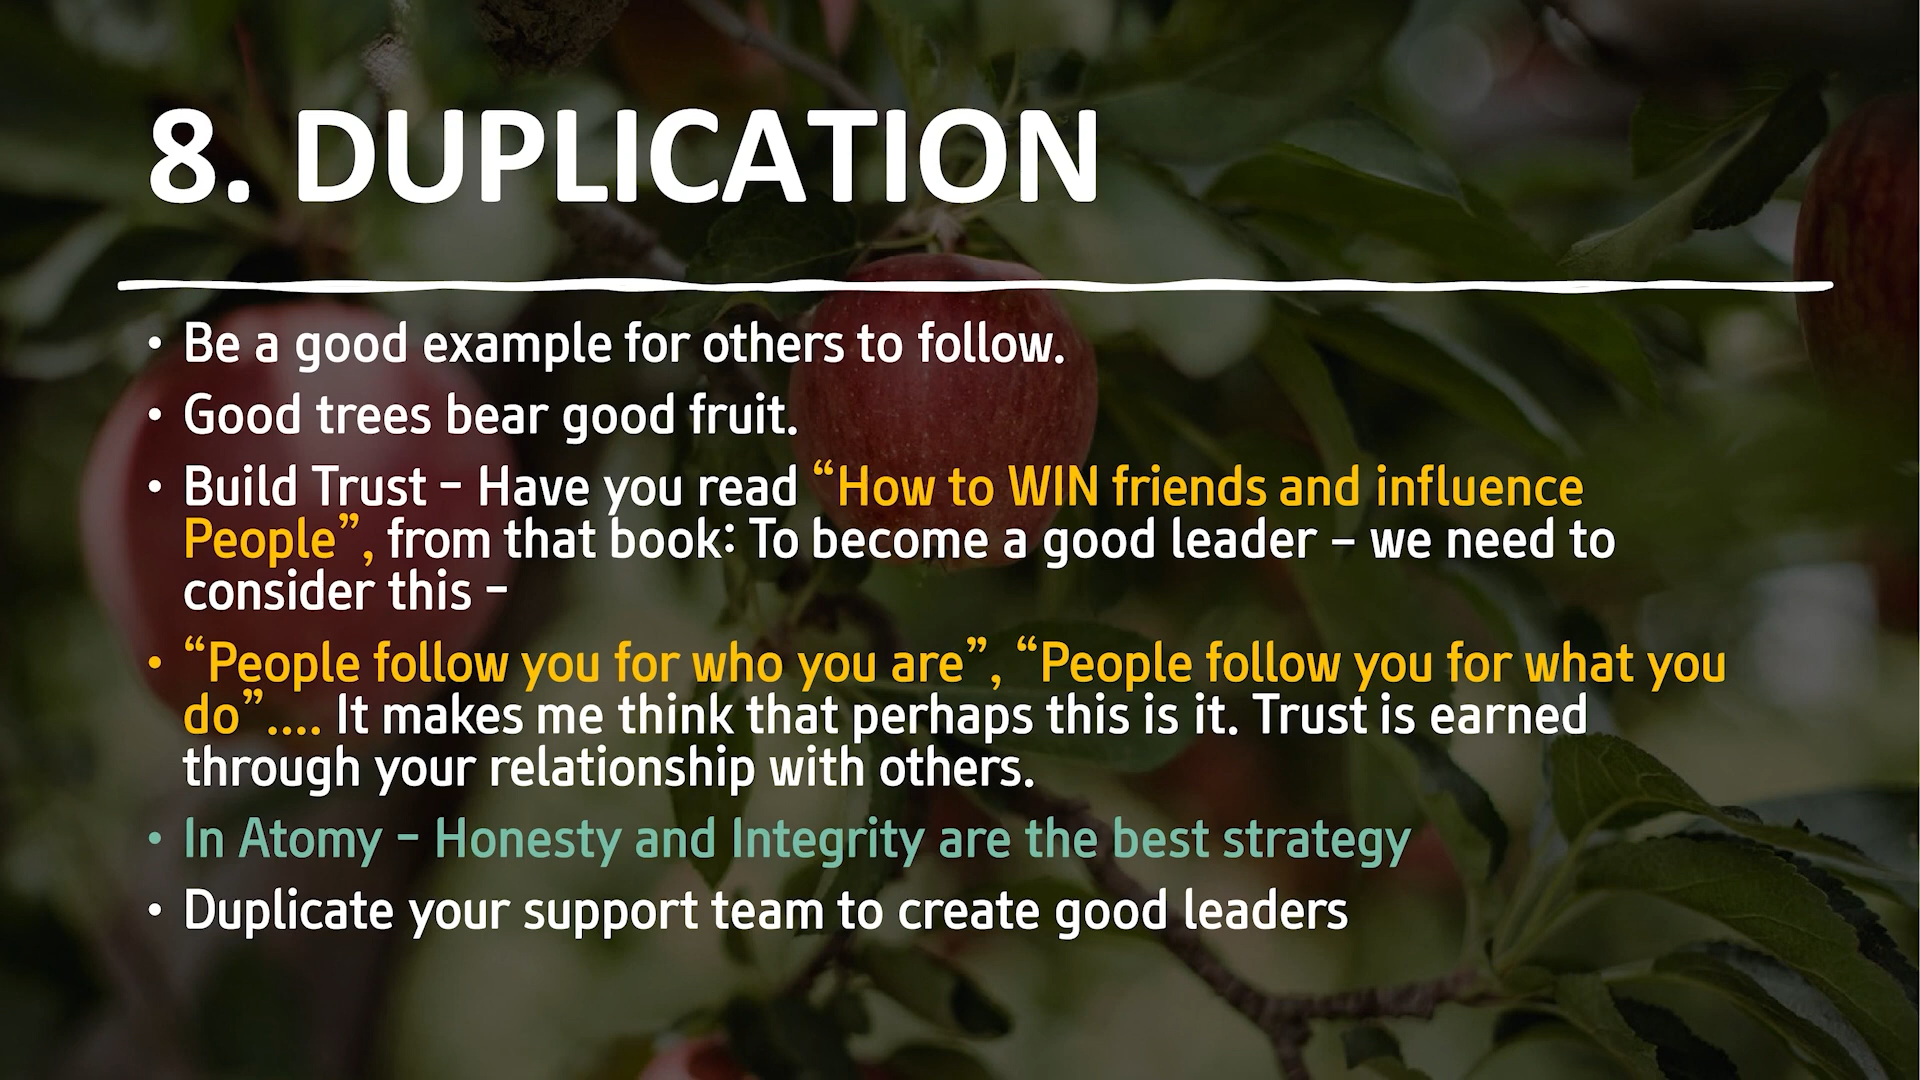 8. DUPLICATION
• Be a good example for others to follow.
• Good trees bear good fruit.
• Build Trust – Have you read “How to WIN friends and influence
People”, from that book: To become a good leader – we need to
consider this –
• “People follow you for who you are”, “People follow you for what you
do”.... It makes me think that perhaps this is it. Trust is earned
through your relationship with others.
• In Atomy – Honesty and Integrity are the best strategy
• Duplicate your support team to create good leaders